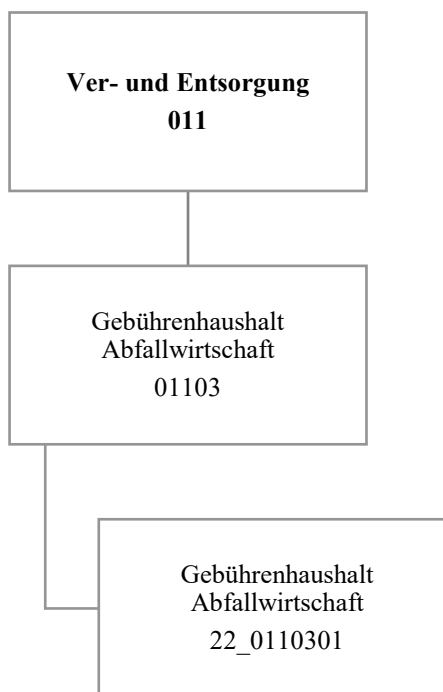 Ver- und Entsorgung
011
Gebührenhaushalt
Abfallwirtschaft
01103
Gebührenhaushalt
Abfallwirtschaft
22_0110301